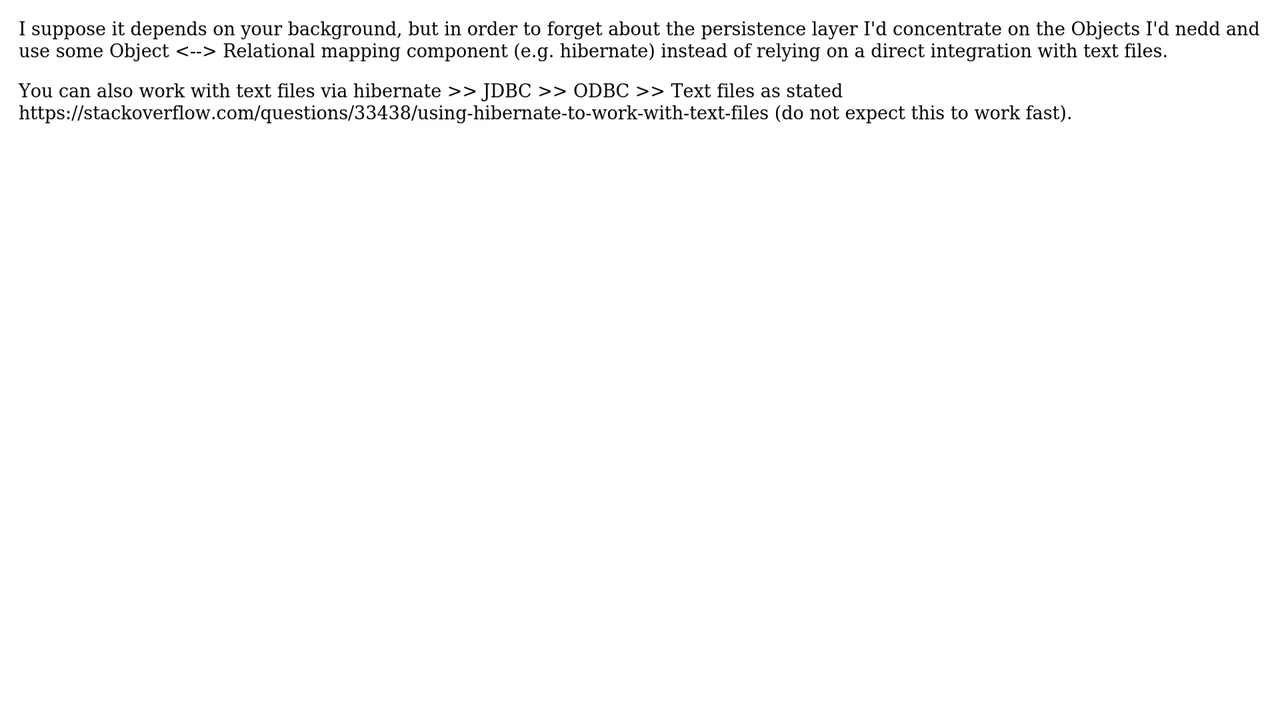 I suppose it depends on your background, but in order to forget about the persistence layer I'd concentrate on the Objects I'd nedd and
use some Object <--> Relational mapping component (e.g. hibernate) instead of relying on a direct integration with text files.
You can also work with text files via hibernate >> JDBC >> ODBC >> Text files as stated
https://stackoverflow.com/questions/33438/using-hibernate-to-work-with-text-files (do not expect this to work fast).